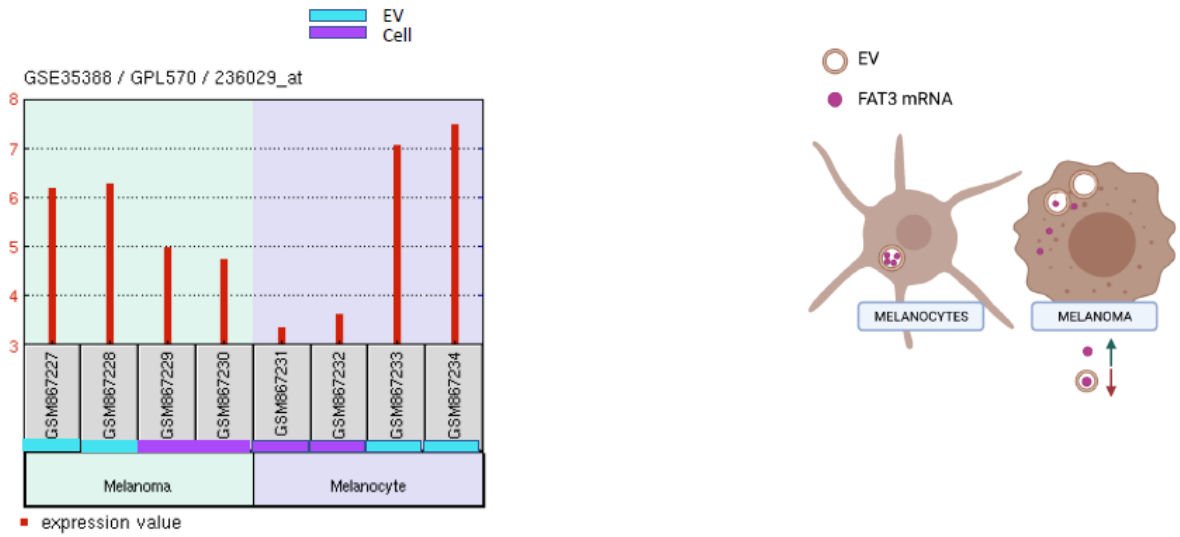 EV
Cell
GSE35388 / GPL570 / 236029_at
8
7
6
5
4
3
GSM867227
GSM867228
GSM867229
GSM867230
GSM867231
GSM867232
GSM867233
GSM867234
Melanoma
Melanocyte
expression value
EV
FAT3 mRNA
MELANOCYTES
MELANOMA